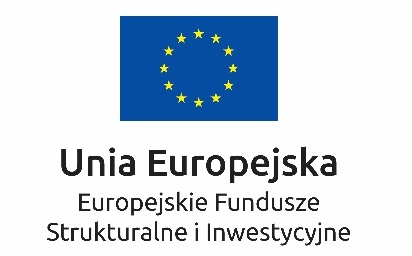 Unia Europejska
Europejskie Fundusze
Strukturalne i Inwestycyjne